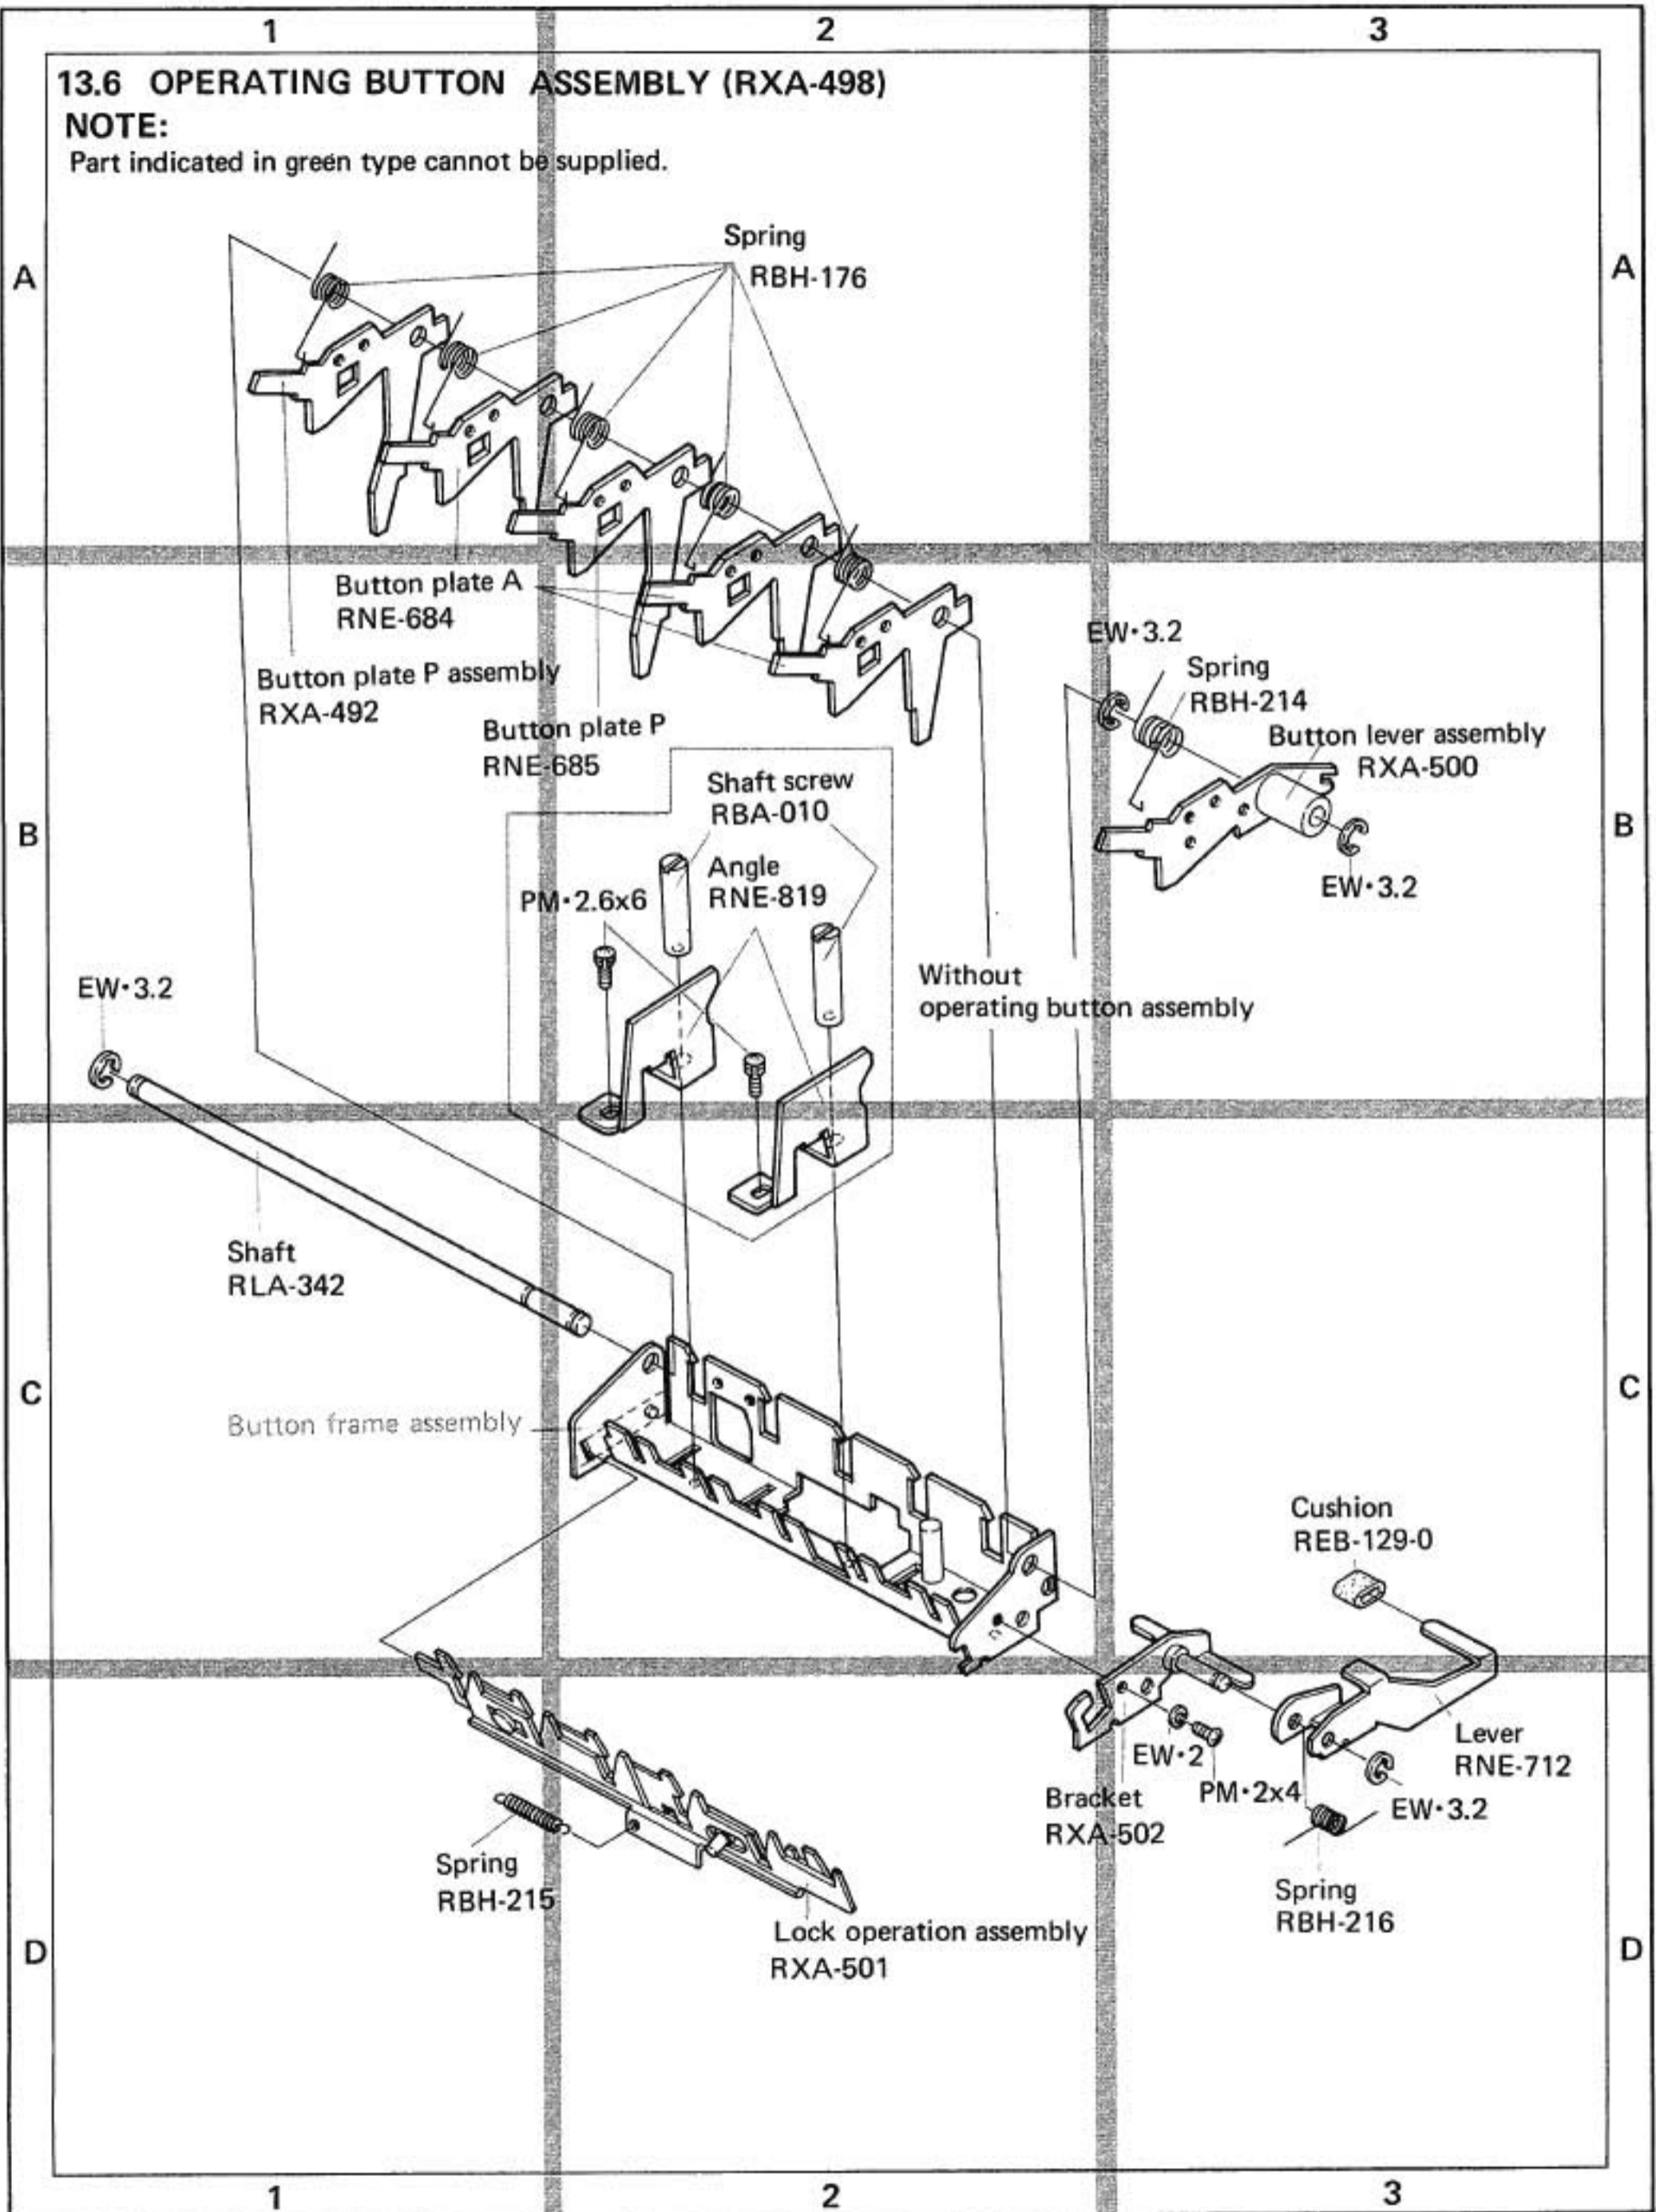 1 2 3
13.6 OPERATING BUTTON ASSEMBLY (RXA-498)
NOTE:
Part indicated in green type cannot be supplied.
A
A
Spring
RBH-176
Button plate A
RNE-684
Button plate P assembly
RXA-492
Button plate P
RNE-685
EW•3.2
Spring
RBH-214
Button lever assembly
RXA-500
EW•3.2
B
B
Shaft screw
RBA-010
Angle
RNE-819
PM•2.6x6
Without
operating button assembly
EW•3.2
Shaft
RLA-342
C
C
Button frame assembly
Cushion
REB-129-0
Lever
RNE-712
EW•2
PM•2x4
Bracket
RXA-502
EW•3.2
Spring
RBH-216
Spring
RBH-215
Lock operation assembly
RXA-501
D
D
1 2 3